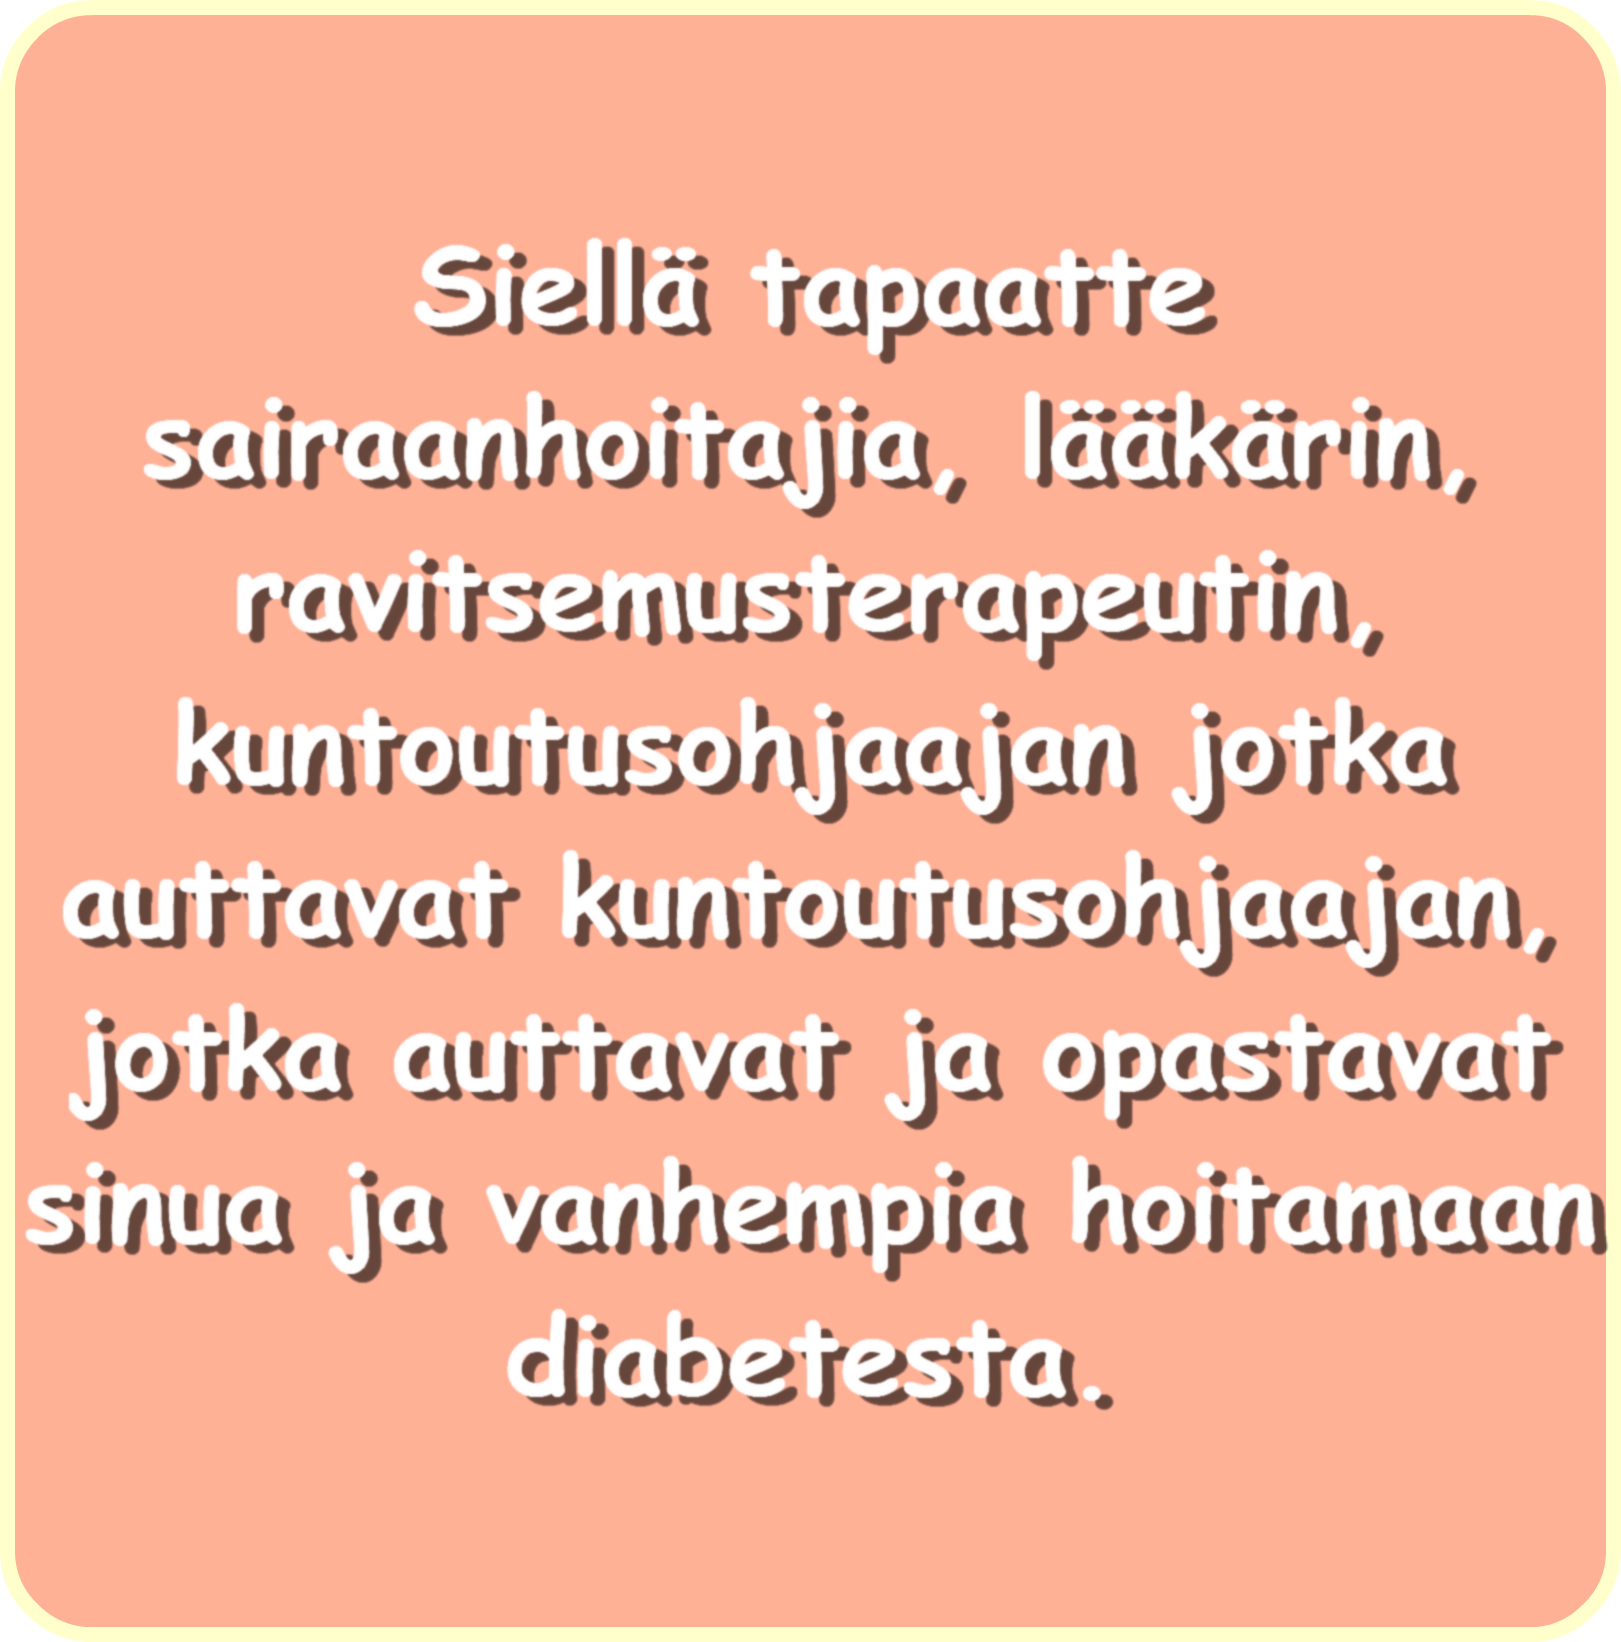 Siellä tapaatte
sairaanhoitajia, lääkärin,
ravitsemusterapeutin,
kuntoutusohjaajan jotka
auttavat kuntoutusohjaajan,
jotka auttavat ja opastavat
sinua ja vanhempia hoitamaan
diabetesta.